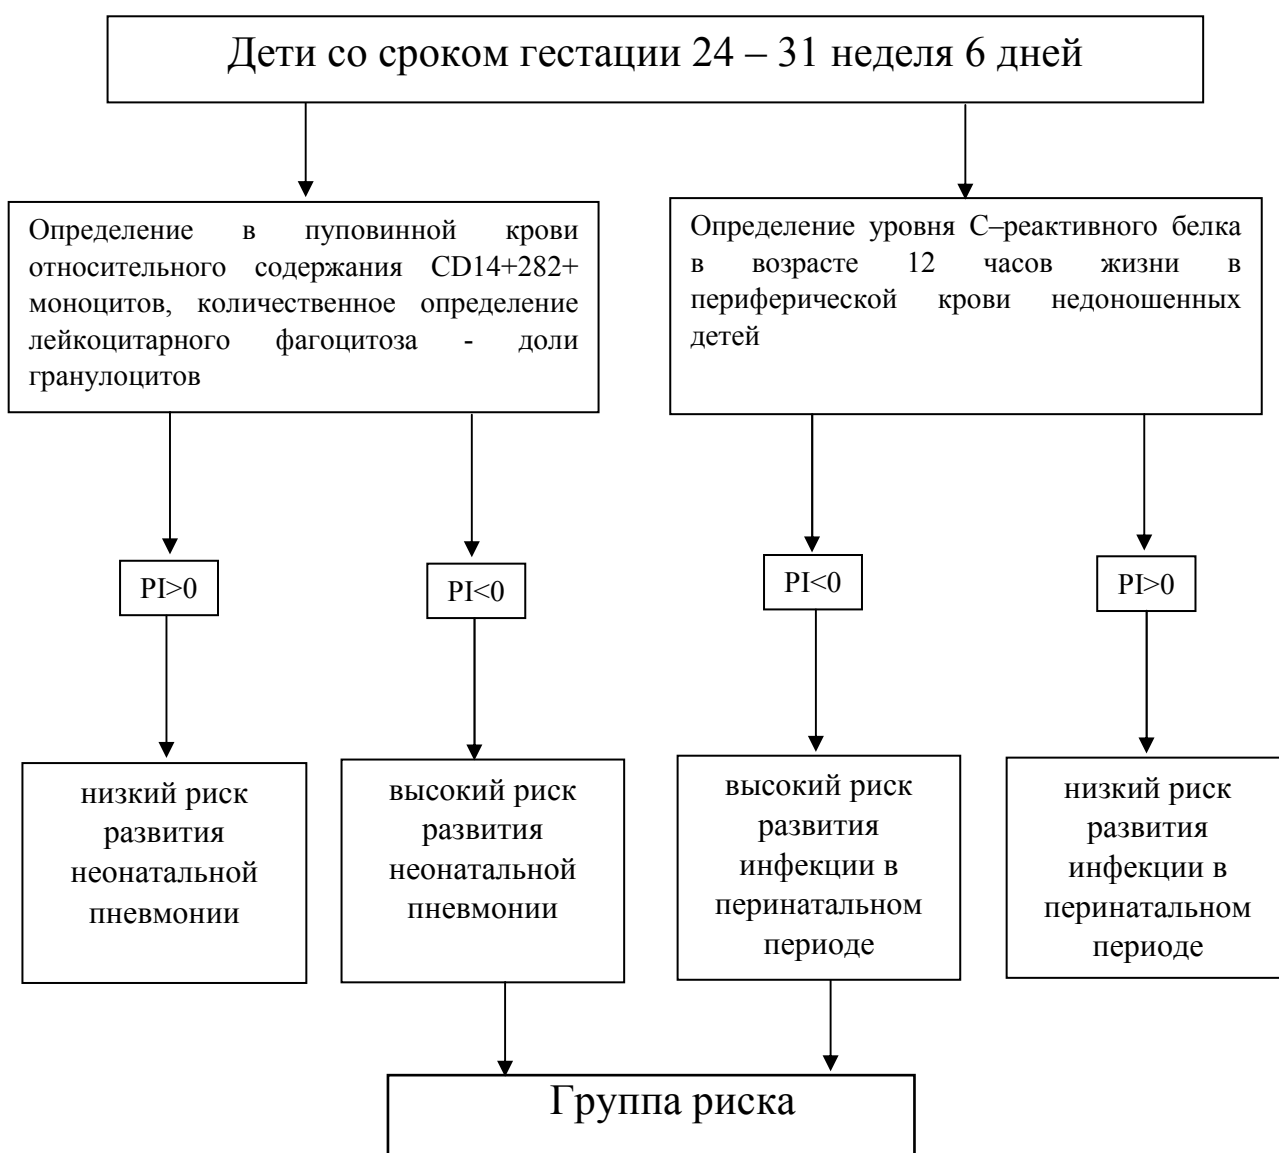 Дети со сроком гестации 24 – 31 неделя 6 дней
Определение в пуповинной крови
относительного содержания CD14+282+
моноцитов, количественное определение
лейкоцитарного фагоцитоза - доли
гранулоцитов
Определение уровня С–реактивного белка
в возрасте 12 часов жизни в
периферической крови недоношенных
детей
PI>0
PI<0
PI<0
PI>0
низкий риск
развития
неонатальной
пневмонии
высокий риск
развития
неонатальной
пневмонии
высокий риск
развития
инфекции в
перинатальном
периоде
низкий риск
развития
инфекции в
перинатальном
периоде
Группа риска